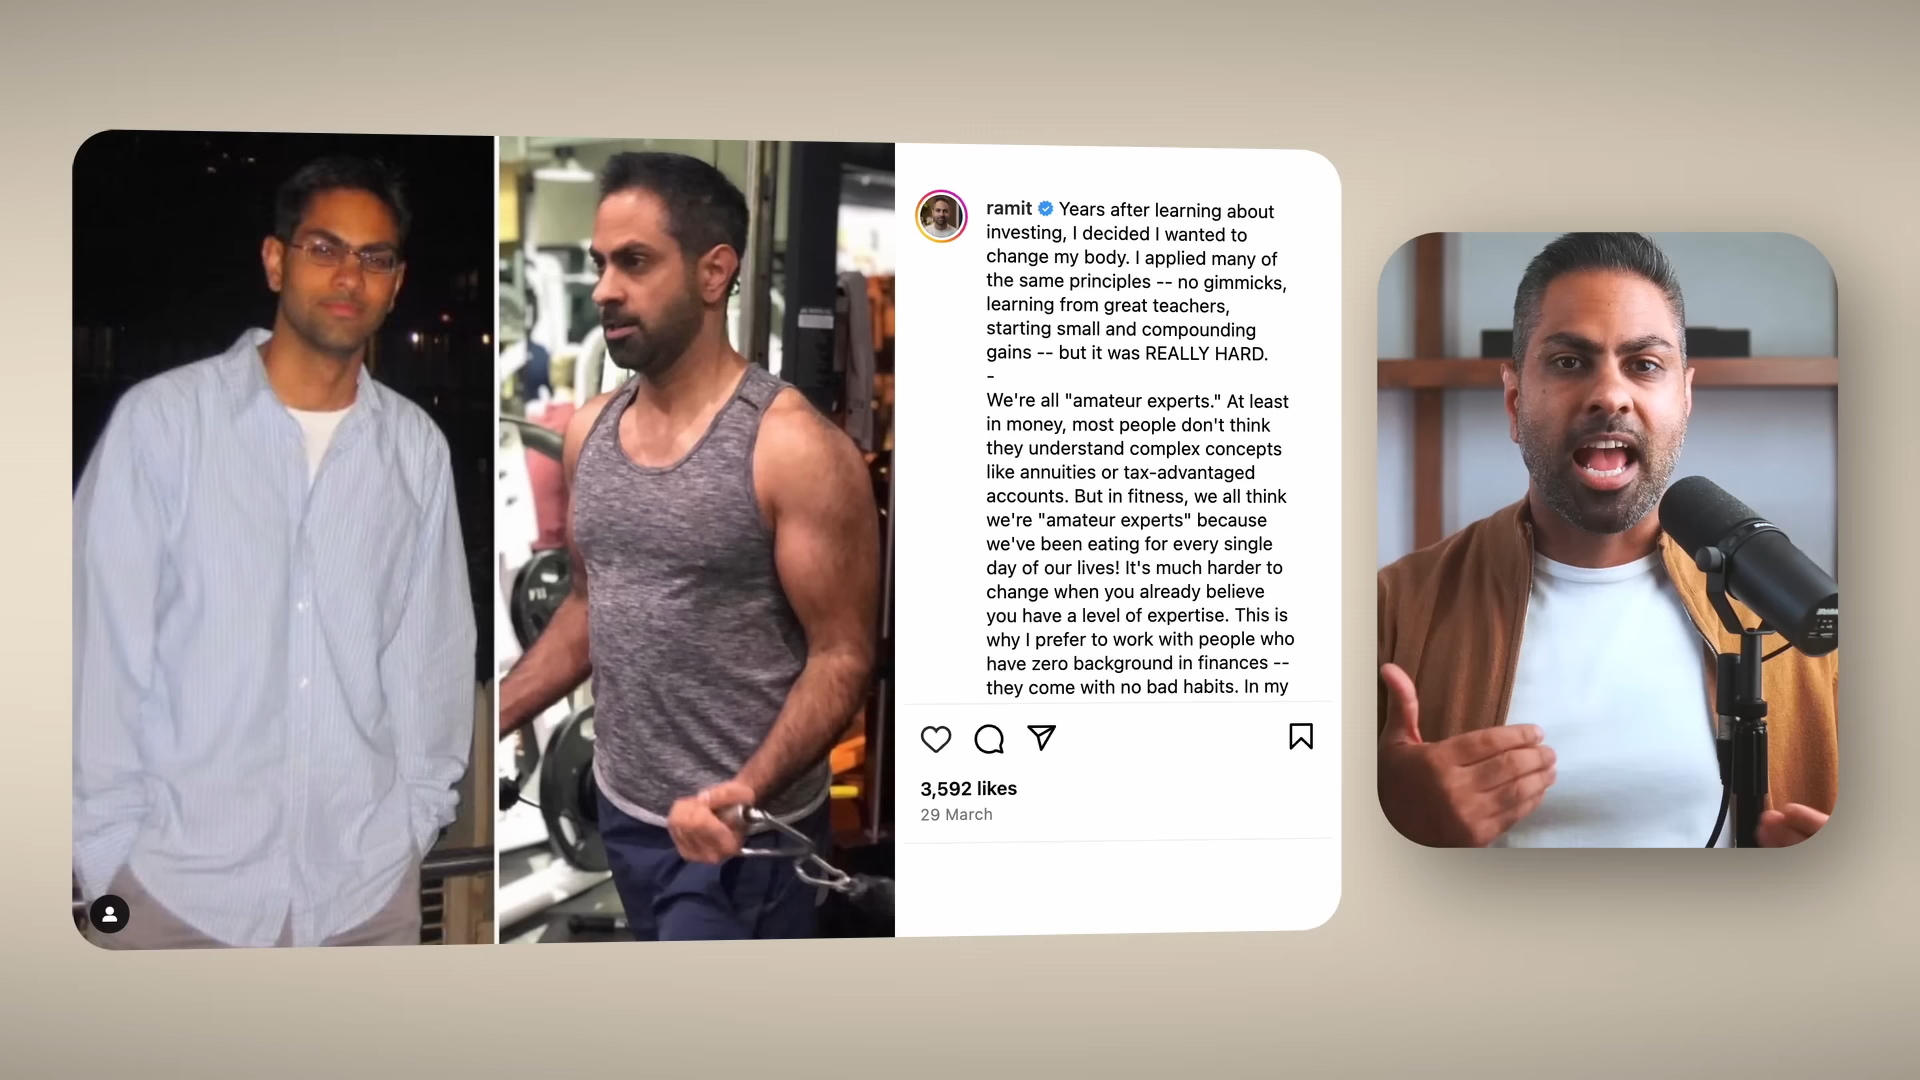 ramit Years after learning about
investing, I decided I wanted to
change my body. I applied many of
the same principles -- no gimmicks,
learning from great teachers,
starting small and compounding
gains -- but it was REALLY HARD.
-
We're all "amateur experts." At least
in money, most people don't think
they understand complex concepts
like annuities or tax-advantaged
accounts. But in fitness, we all think
we're "amateur experts" because
we've been eating for every single
day of our lives! It's much harder to
change when you already believe
you have a level of expertise. This is
why I prefer to work with people who
have zero background in finances --
they come with no bad habits. In my
3,592 likes
29 March